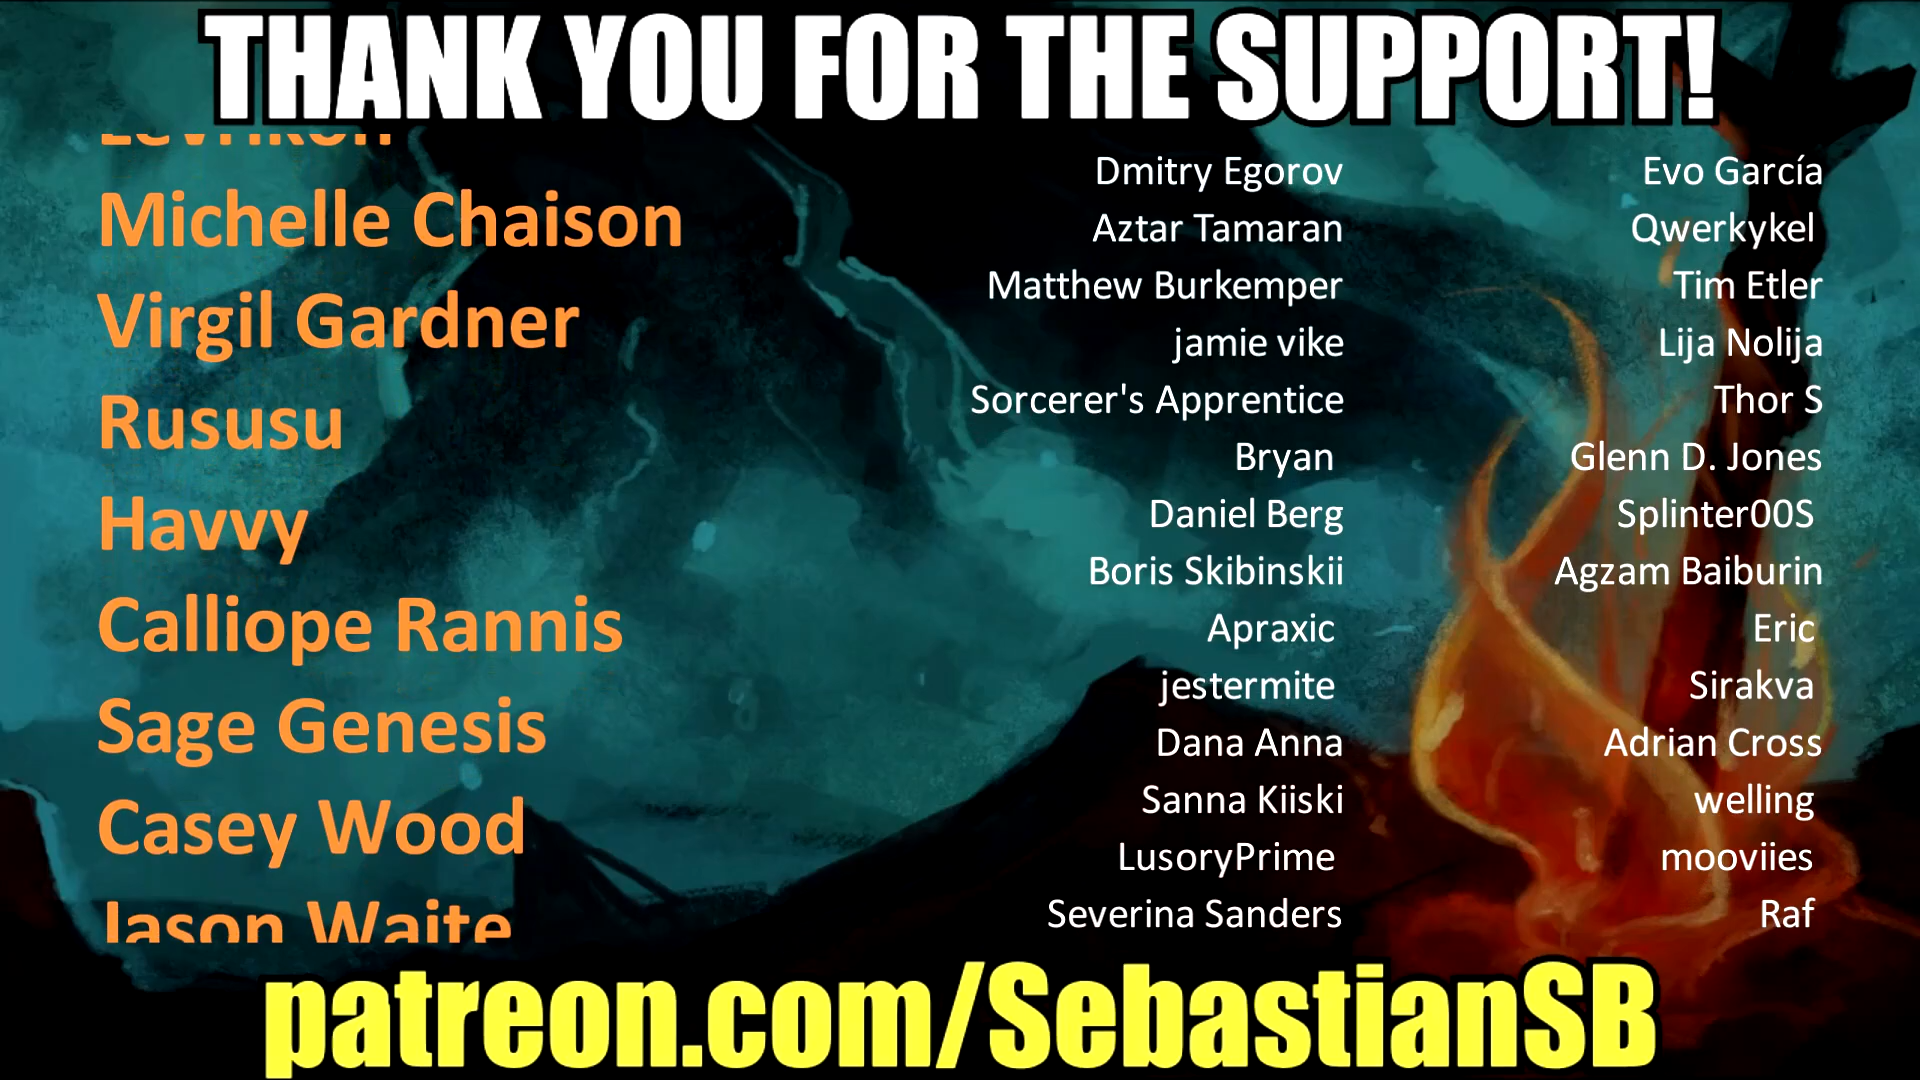 THANK YOU FOR THE SUPPORT!
Michelle Chaison
Virgil Gardner
Rususu
Havvy
Calliope Rannis
Sage Genesis
Casey Wood
Jason Waite
Dmitry Egorov
Aztar Tamaran
Matthew Burkemper
jamie vike
Sorcerer's Apprentice
Bryan
Daniel Berg
Boris Skibinskii
Apraxic
jestermite
Dana Anna
Sanna Kiiski
LusoryPrime
Severina Sanders
Evo García
Qwerkykel
Tim Etler
Lija Nolija
Thor S
Glenn D. Jones
Splinter00S
Agzam Baiburin
Eric
Sirakva
Adrian Cross
welling
mooviies
Raf
patreon.com/SebastianSB